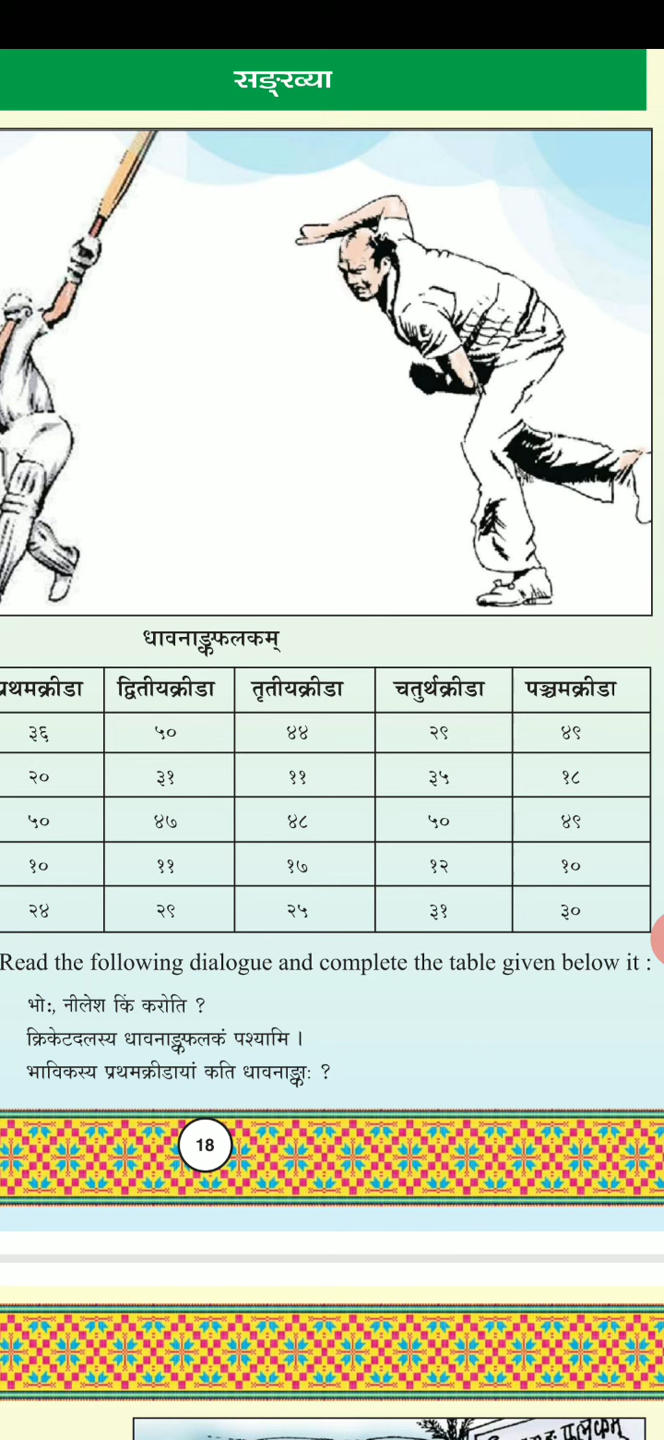 सङ्ख्या
धावनाङ्कफलकम्
प्रथमक्रीडा द्वितीयक्रीडा तृतीयक्रीडा चतुर्थक्रीडा पञ्चमक्रीडा
३६ ५० ४४ २९ ४९
२० ३१ ११ ३५ १८
५० ४७ ४८ ५० ४९
१० ११ १७ १२ १०
२४ २९ २५ ३१ ३०
Read the following dialogue and complete the table given below it :
भोः, नीलेश किं करोति ?
क्रिकेटदलस्य धावनाङ्कफलकं पश्यामि ।
भाविकस्य प्रथमक्रीडायां कति धावनाङ्काः ?
18